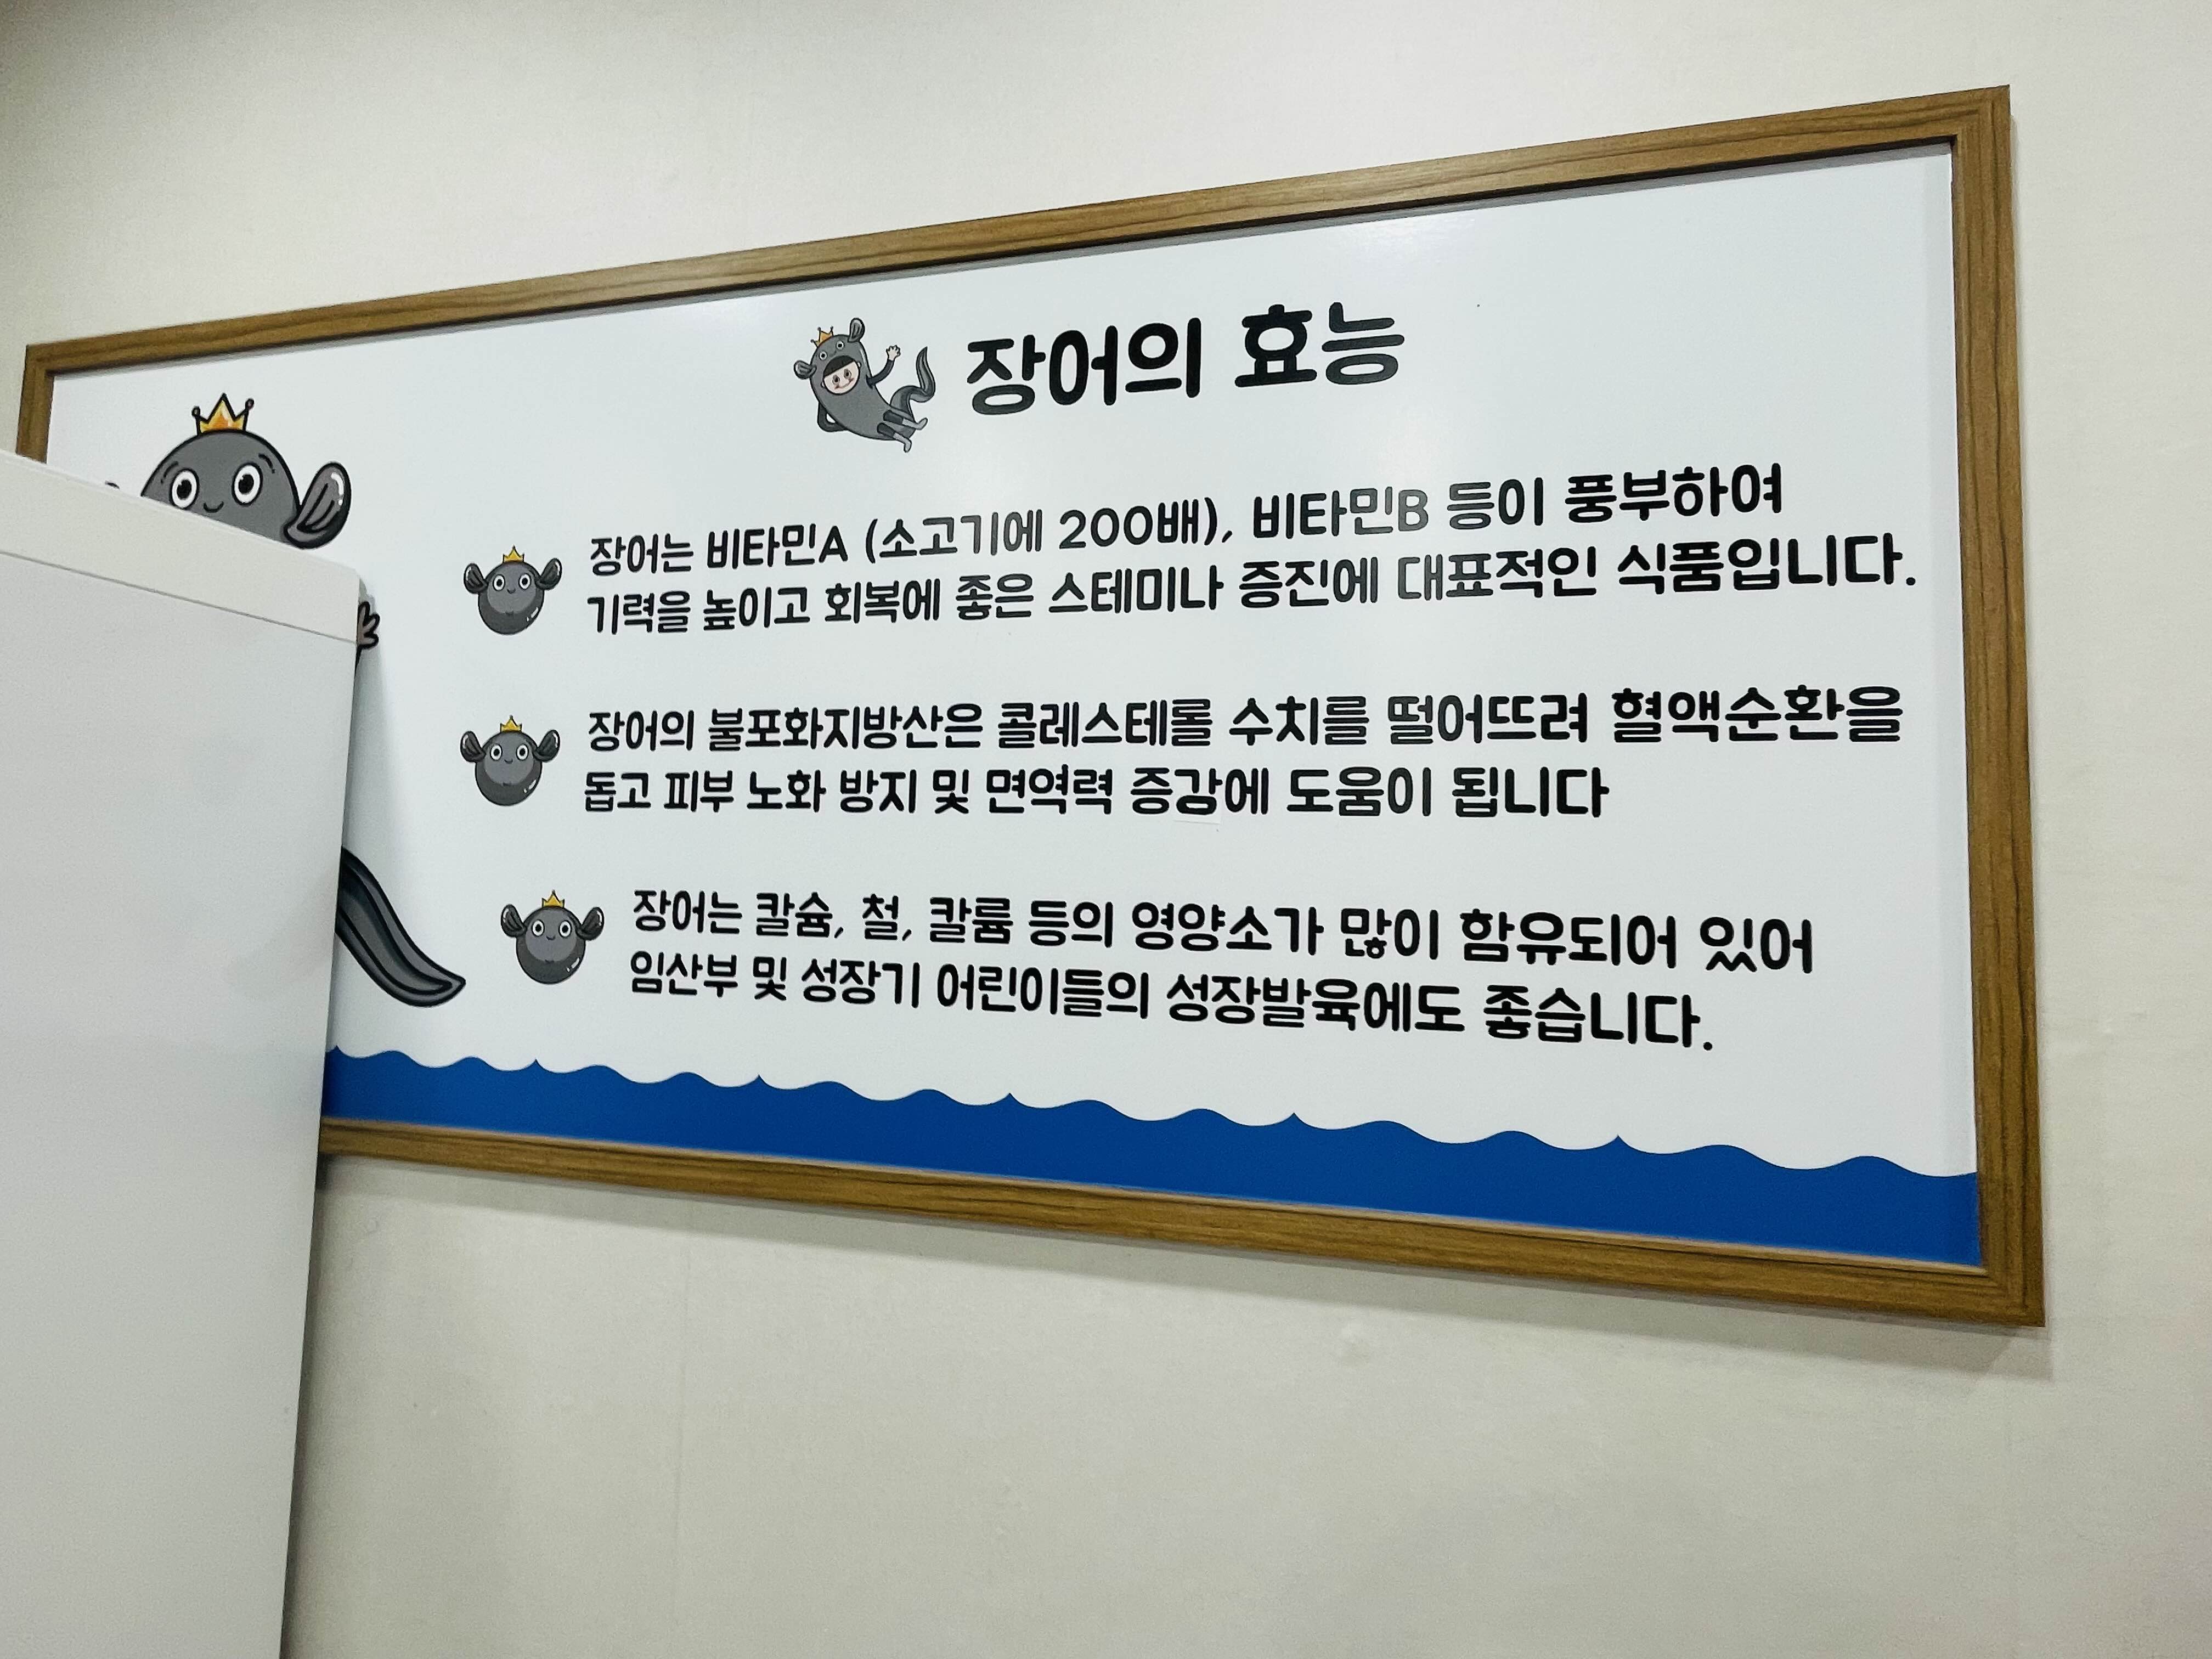 장어의 효능
장어는 비타민A (소고기에 200배), 비타민B 등이 풍부하여
기력을 높이고 회복에 좋은 스테미나 증진에 대표적인 식품입니다.
장어의 불포화지방산은 콜레스테롤 수치를 떨어뜨려 혈액순환을
돕고 피부 노화 방지 및 면역력 증강에 도움이 됩니다
장어는 칼슘, 철, 칼륨 등의 영양소가 많이 함유되어 있어
임산부 및 성장기 어린이들의 성장발육에도 좋습니다.